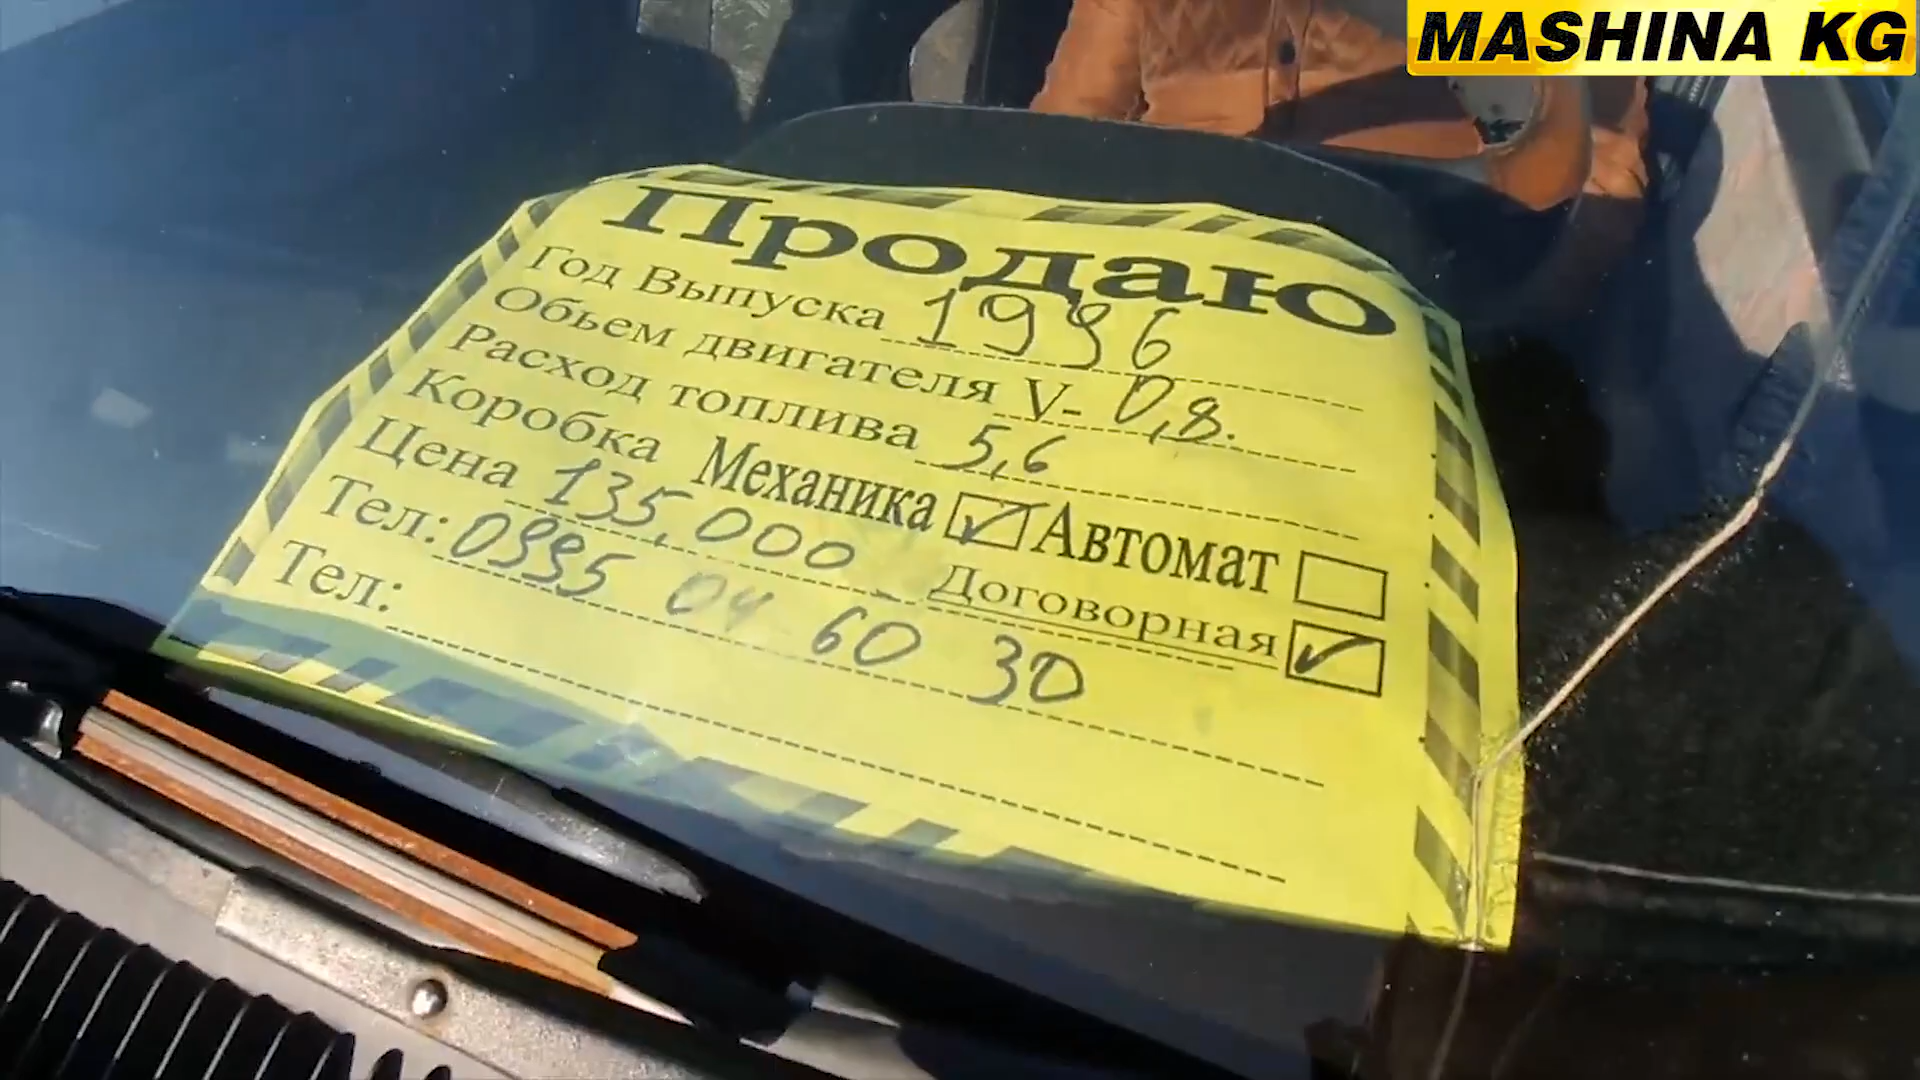 MASHINA KG
Продаю
Год Выпуска 1996
Обьем двигателя V- 0,8.
Расход топлива 5,6
Коробка Механика Автомат
Цена 135,000 Договорная
Тел: 0995 04 60 30
Тел: